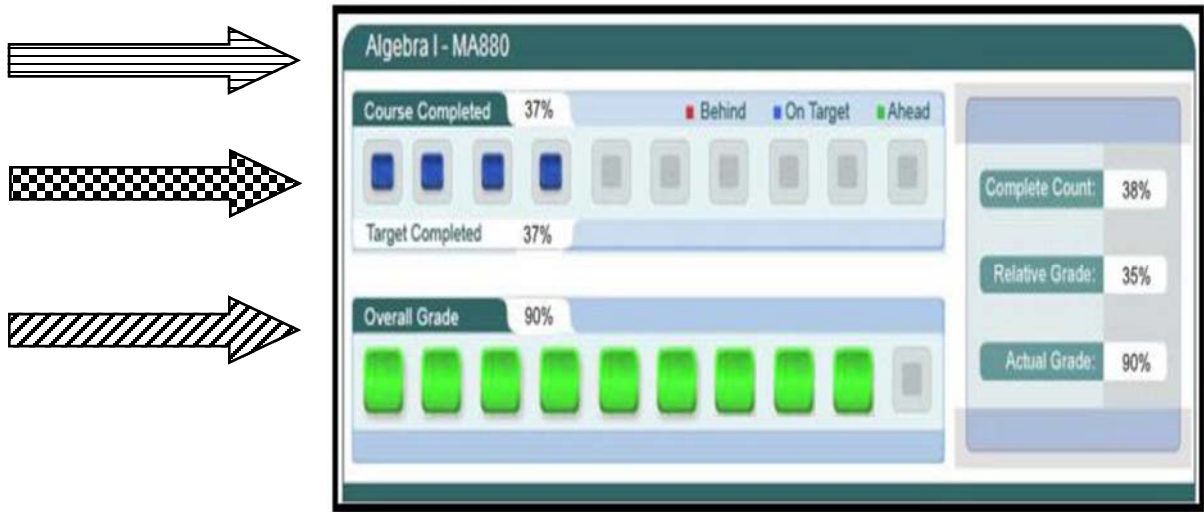 Algebra I - MA880
Course Completed 37% Behind On Target Ahead
Target Completed 37%
Overall Grade 90%
Complete Count: 38%
Relative Grade: 35%
Actual Grade: 90%